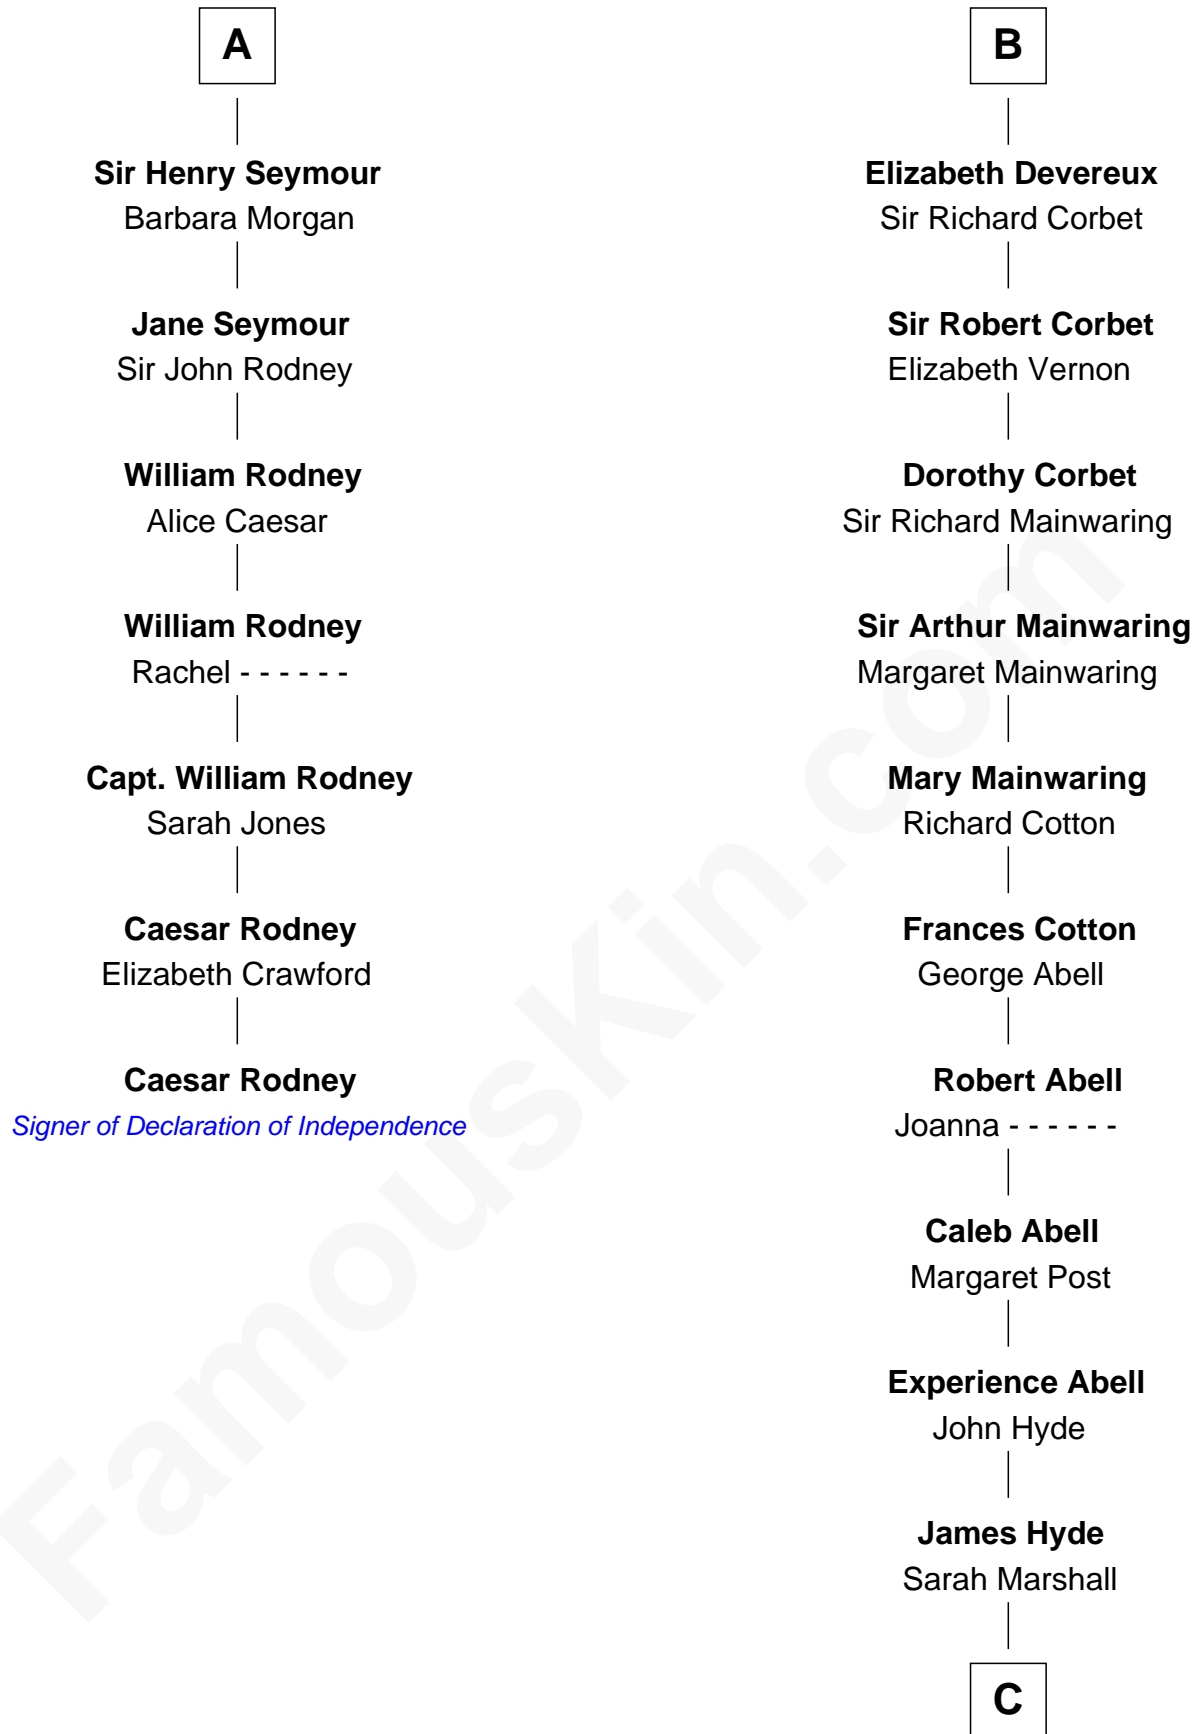 A
Sir Henry Seymour
Barbara Morgan
Jane Seymour
Sir John Rodney
William Rodney
Alice Caesar
William Rodney
Rachel - - - - - -
Capt. William Rodney
Sarah Jones
Caesar Rodney
Elizabeth Crawford
Caesar Rodney
Signer of Declaration of Independence
B
Elizabeth Devereux
Sir Richard Corbet
Sir Robert Corbet
Elizabeth Vernon
Dorothy Corbet
Sir Richard Mainwaring
Sir Arthur Mainwaring
Margaret Mainwaring
Mary Mainwaring
Richard Cotton
Frances Cotton
George Abell
Robert Abell
Joanna - - - - - -
Caleb Abell
Margaret Post
Experience Abell
John Hyde
James Hyde
Sarah Marshall
C
FamousKin.com